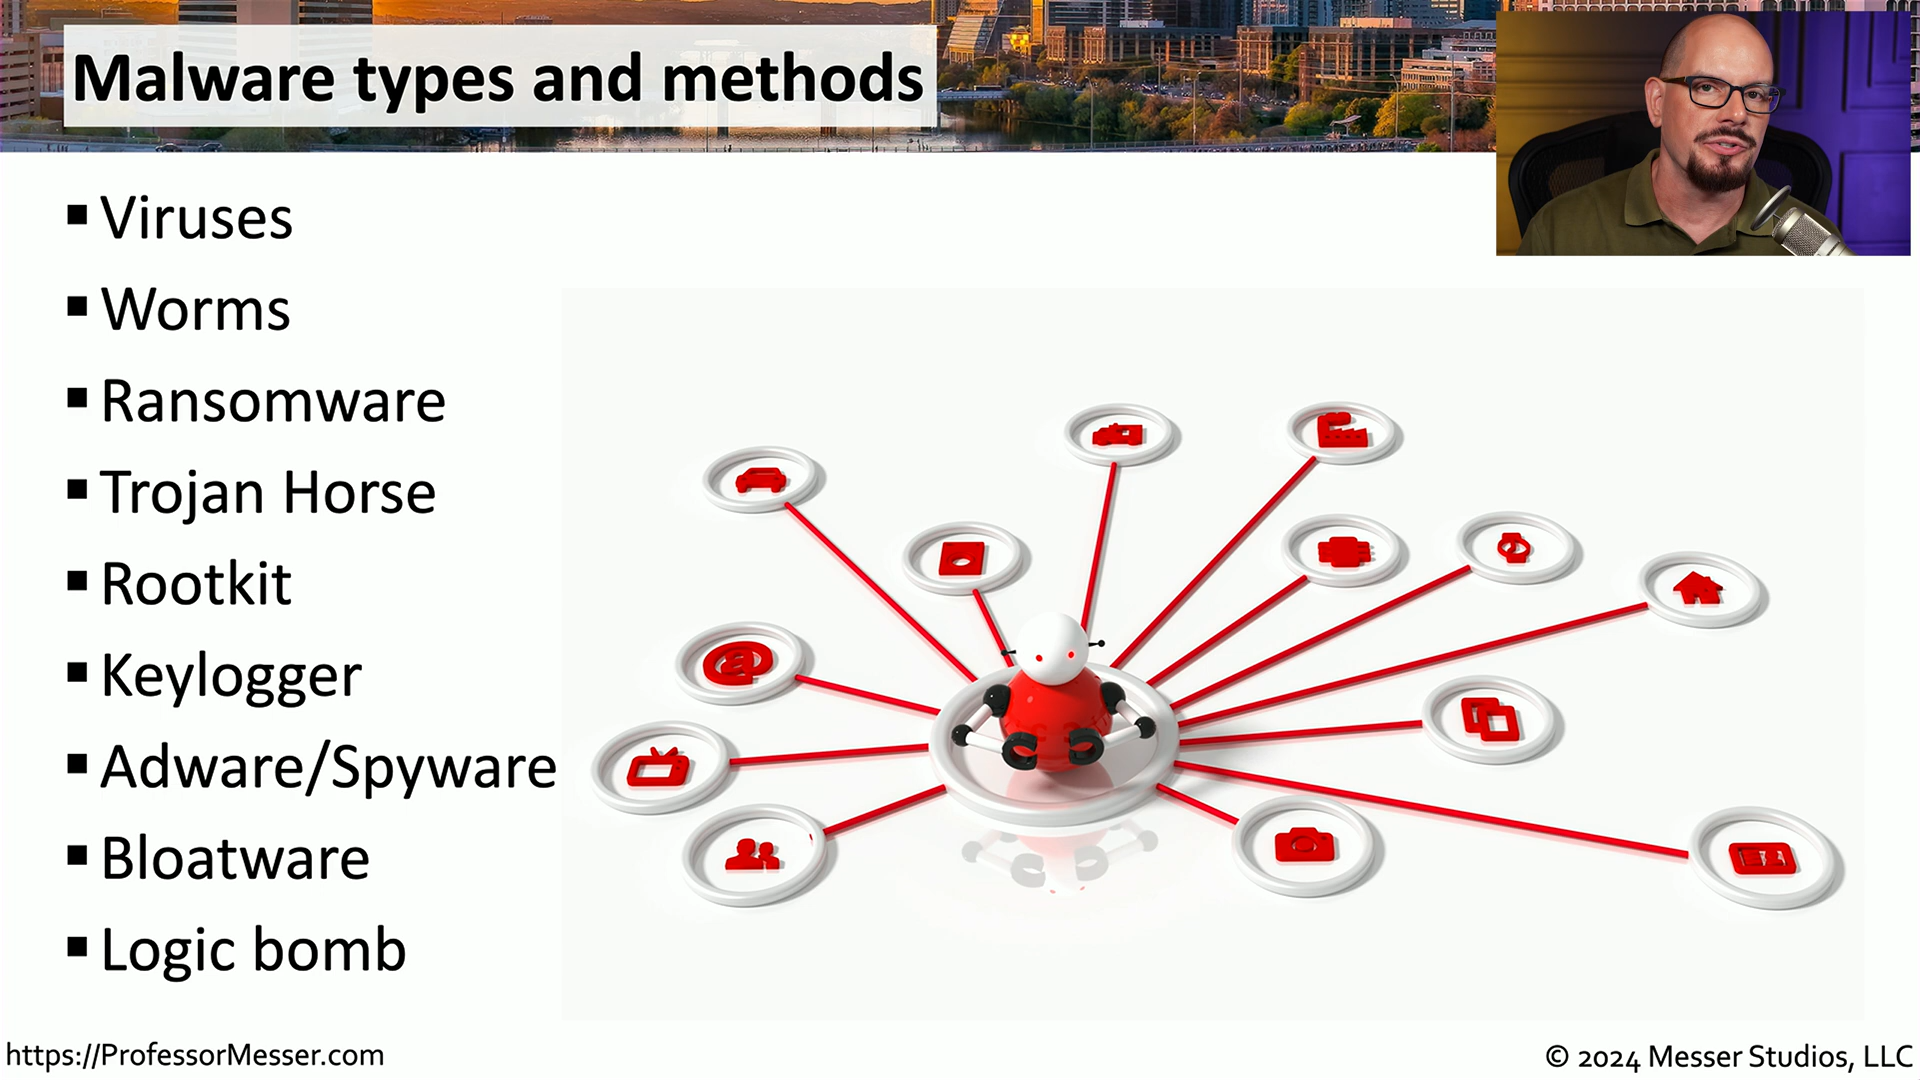 Malware types and methods
Viruses
Worms
Ransomware
Trojan Horse
Rootkit
Keylogger
Adware/Spyware
Bloatware
Logic bomb
https://ProfessorMesser.com
© 2024 Messer Studios, LLC